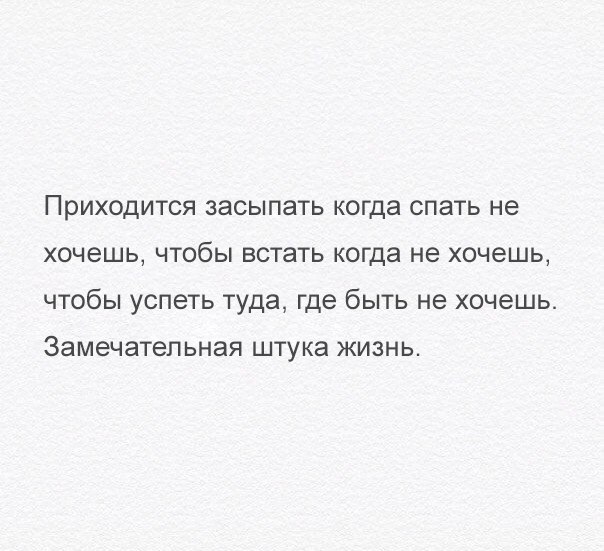 Приходится засыпать когда спать не
хочешь, чтобы встать когда не хочешь,
чтобы успеть туда, где быть не хочешь.
Замечательная штука жизнь.